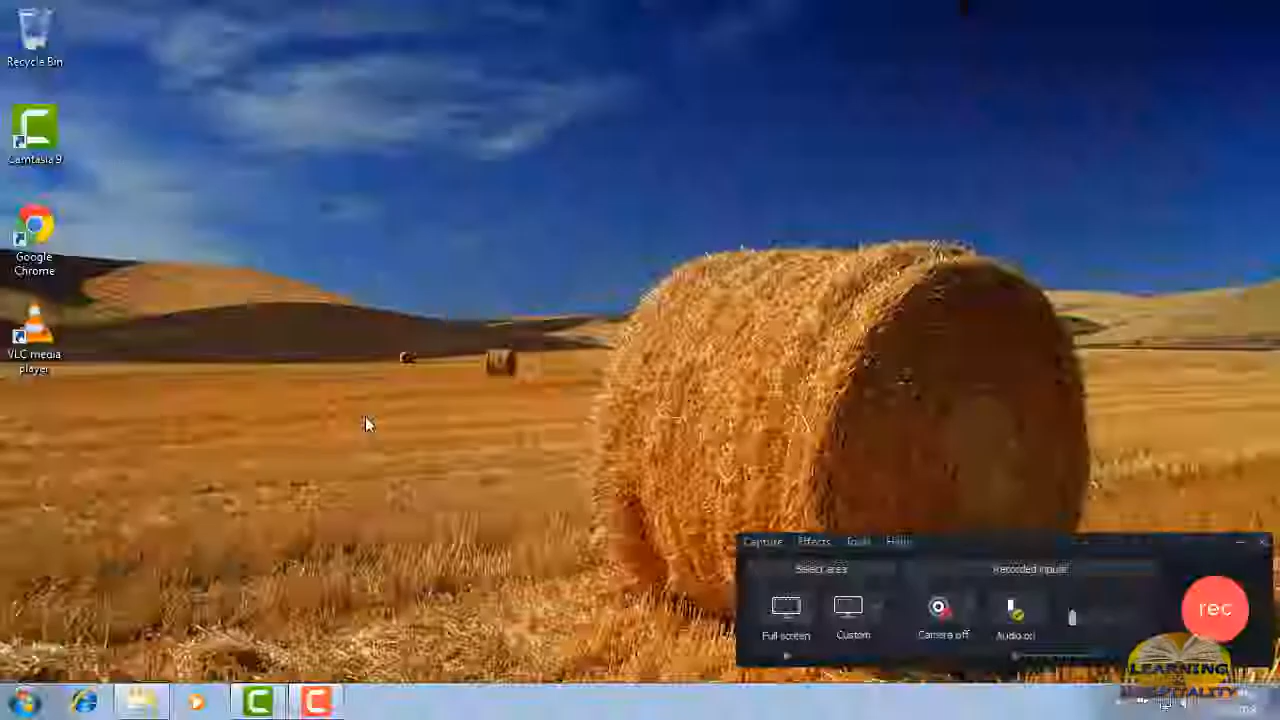 Recycle Bin
Camtasia 9
Google
Chrome
VLC media
player
Capture Effects Tools Help
Select area Recorded inputs
Full screen Custom Camera off Audio on
rec
LEARNING
HOSPITALITY